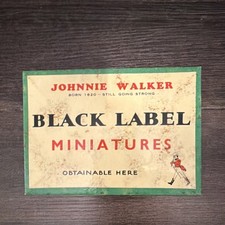 JOHNNIE WALKER
BORN 1820 - STILL GOING STRONG
BLACK LABEL
MINIATURES
OBTAINABLE HERE